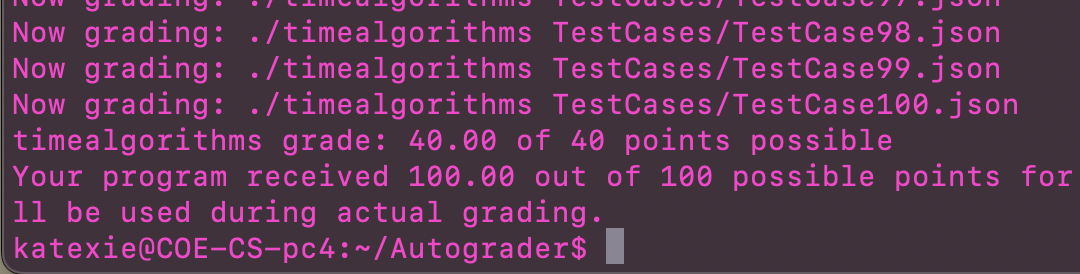 Now grading: ./timealgorithms TestCases/TestCase97.json
Now grading: ./timealgorithms TestCases/TestCase98.json
Now grading: ./timealgorithms TestCases/TestCase99.json
Now grading: ./timealgorithms TestCases/TestCase100.json
timealgorithms grade: 40.00 of 40 points possible
Your program received 100.00 out of 100 possible points for
ll be used during actual grading.
katexie@COE-CS-pc4:~/Autograder$